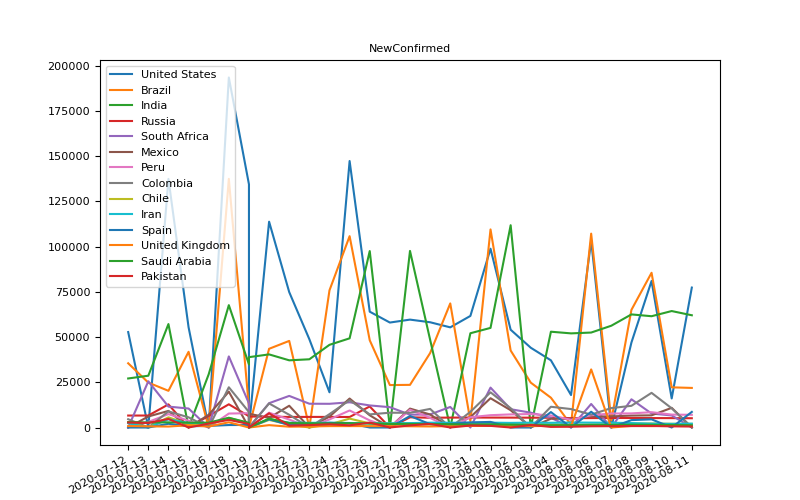 NewConfirmed
200000
175000
150000
125000
100000
75000
50000
25000
0
United States
Brazil
India
Russia
South Africa
Mexico
Peru
Colombia
Chile
Iran
Spain
United Kingdom
Saudi Arabia
Pakistan
2020-07-12
2020-07-13
2020-07-14
2020-07-15
2020-07-16
2020-07-18
2020-07-19
2020-07-21
2020-07-22
2020-07-23
2020-07-24
2020-07-25
2020-07-26
2020-07-27
2020-07-28
2020-07-29
2020-07-30
2020-07-31
2020-08-01
2020-08-02
2020-08-03
2020-08-04
2020-08-05
2020-08-06
2020-08-07
2020-08-08
2020-08-09
2020-08-10
2020-08-11